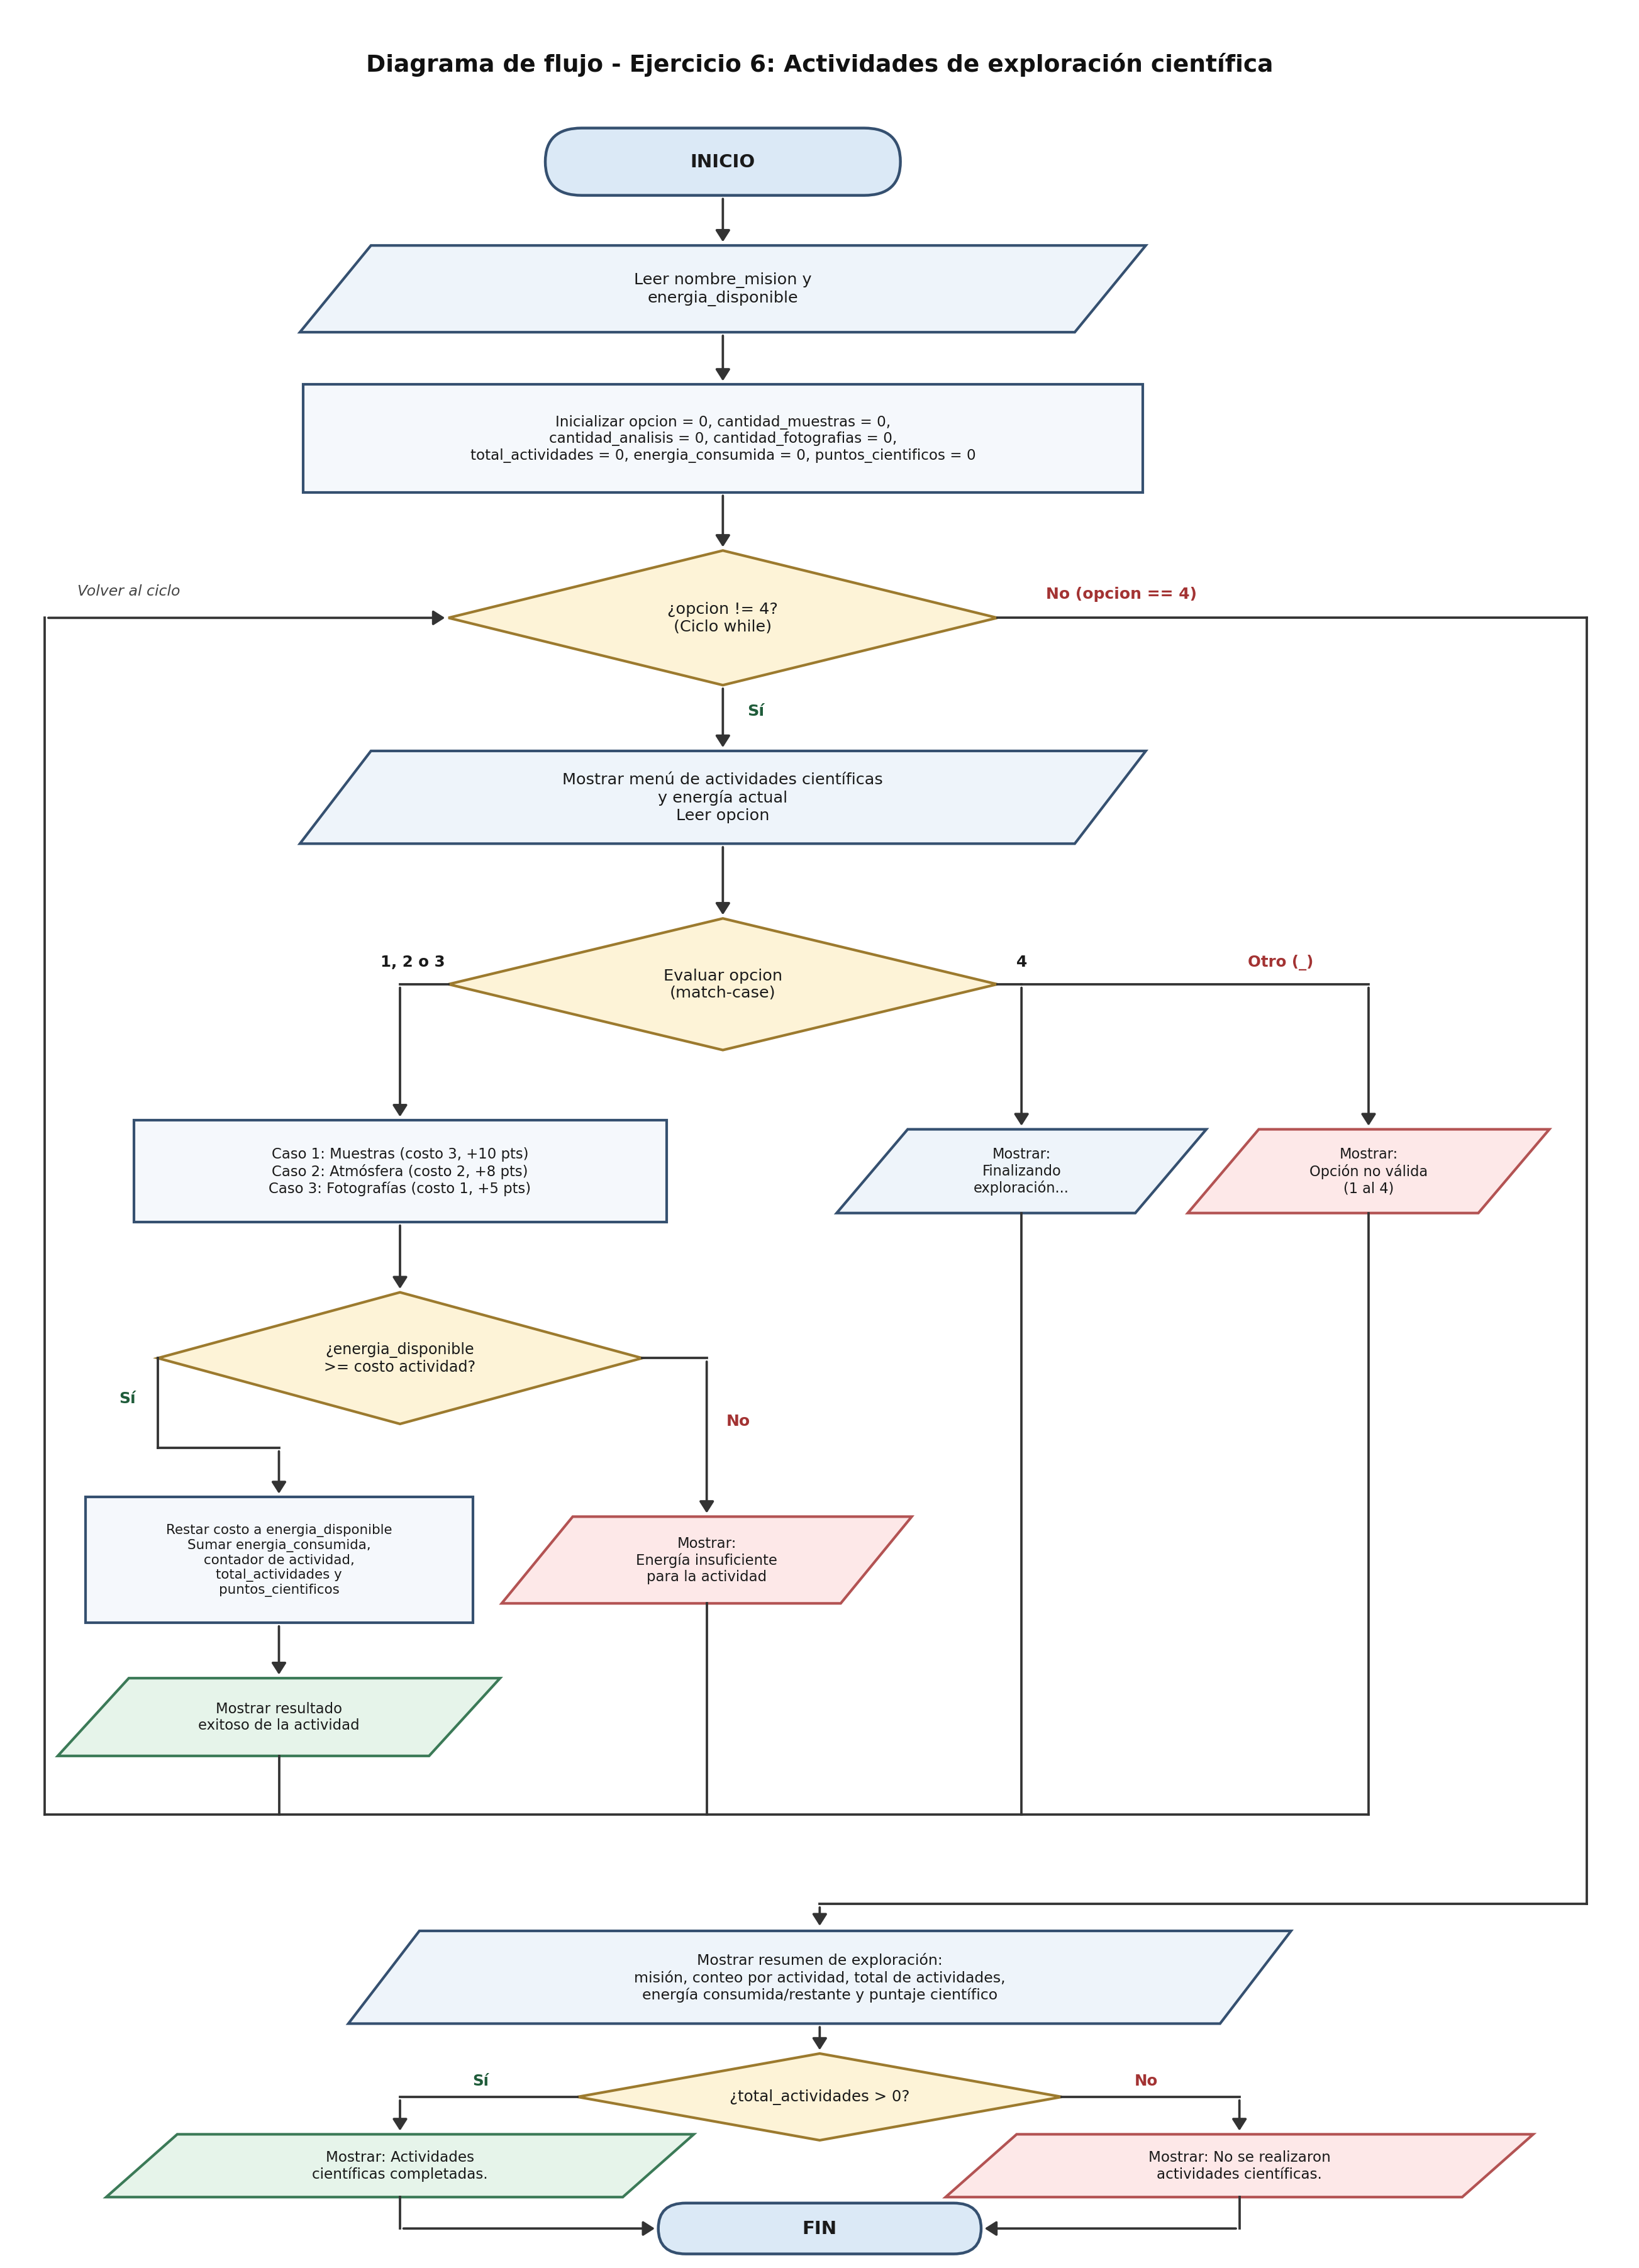 Diagrama de flujo - Ejercicio 6: Actividades de exploración científica
INICIO
Leer nombre_mision y
energia_disponible
Inicializar opcion = 0, cantidad_muestras = 0,
cantidad_analisis = 0, cantidad_fotografias = 0,
total_actividades = 0, energia_consumida = 0, puntos_cientificos = 0
Volver al ciclo
¿opcion != 4?
(Ciclo while)
No (opcion == 4)
Sí
Mostrar menú de actividades científicas
y energía actual
Leer opcion
1, 2 o 3
Evaluar opcion
(match-case)
4
Otro (_)
Caso 1: Muestras (costo 3, +10 pts)
Caso 2: Atmósfera (costo 2, +8 pts)
Caso 3: Fotografías (costo 1, +5 pts)
Mostrar:
Finalizando
exploración...
Mostrar:
Opción no válida
(1 al 4)
¿energia_disponible
>= costo actividad?
Sí
No
Restar costo a energia_disponible
Sumar energia_consumida,
contador de actividad,
total_actividades y
puntos_cientificos
Mostrar:
Energía insuficiente
para la actividad
Mostrar resultado
exitoso de la actividad
Mostrar resumen de exploración:
misión, conteo por actividad, total de actividades,
energía consumida/restante y puntaje científico
Sí
¿total_actividades > 0?
No
Mostrar: Actividades
científicas completadas.
Mostrar: No se realizaron
actividades científicas.
FIN